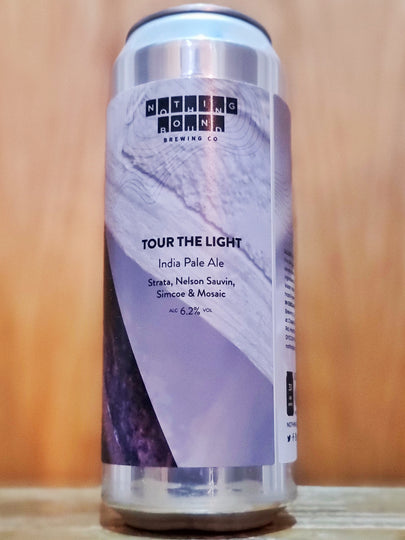 NOTHING
BOUND
BREWING CO
TOUR THE LIGHT
India Pale Ale
Strata, Nelson Sauvin,
Simcoe & Mosaic
ALC 6.2% VOL